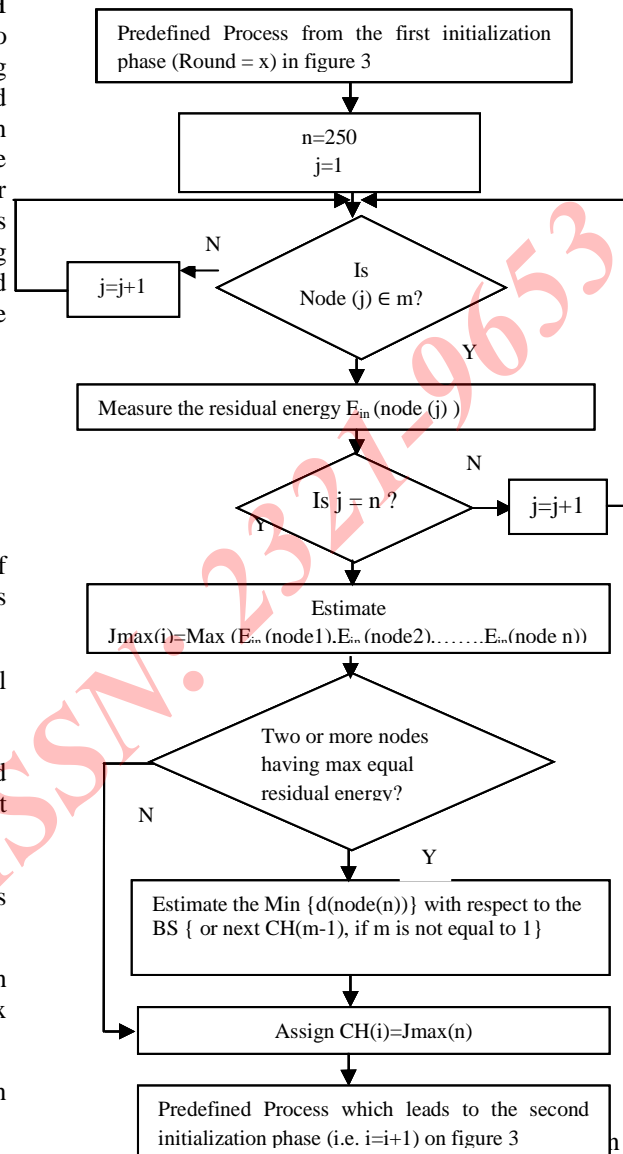 Predefined Process from the first initialization
phase (Round = x) in figure 3
n=250
j=1
N
Is
Node (j) ∈ m?
j=j+1
Y
Measure the residual energy E_in (node (j) )
N
Is j = n ?
j=j+1
Y
Estimate
Jmax(i)=Max (E_in (node1),E_in (node2),……E_in(node n))
Two or more nodes
having max equal
residual energy?
N
Y
Estimate the Min {d(node(n))} with respect to the
BS { or next CH(m-1), if m is not equal to 1}
Assign CH(i)=Jmax(n)
Predefined Process which leads to the second
initialization phase (i.e. i=i+1) on figure 3
ISSN: 2321-9653